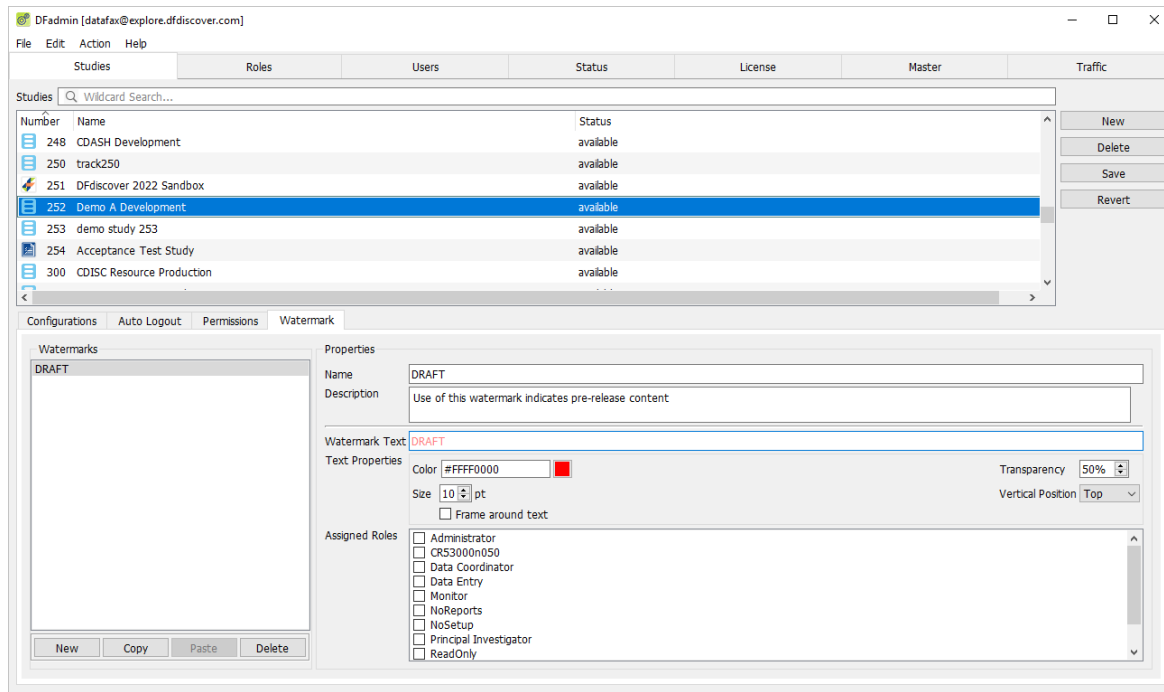 DFadmin [datafax@explore.dfdiscover.com]
File Edit Action Help
Studies Roles Users Status License Master Traffic
Studies Wildcard Search...
Number Name Status
New
248 CDASH Development available
Delete
250 track250 available
Save
251 DFdiscover 2022 Sandbox available
Revert
252 Demo A Development available
253 demo study 253 available
254 Acceptance Test Study available
300 CDISC Resource Production available
Configurations Auto Logout Permissions Watermark
Watermarks
DRAFT
New Copy Paste Delete
Properties
Name DRAFT
Description Use of this watermark indicates pre-release content
Watermark Text DRAFT
Text Properties Color #FFFF0000 Transparency 50%
Size 10 pt Vertical Position Top
Frame around text
Assigned Roles Administrator
CR53000n050
Data Coordinator
Data Entry
Monitor
NoReports
NoSetup
Principal Investigator
ReadOnly